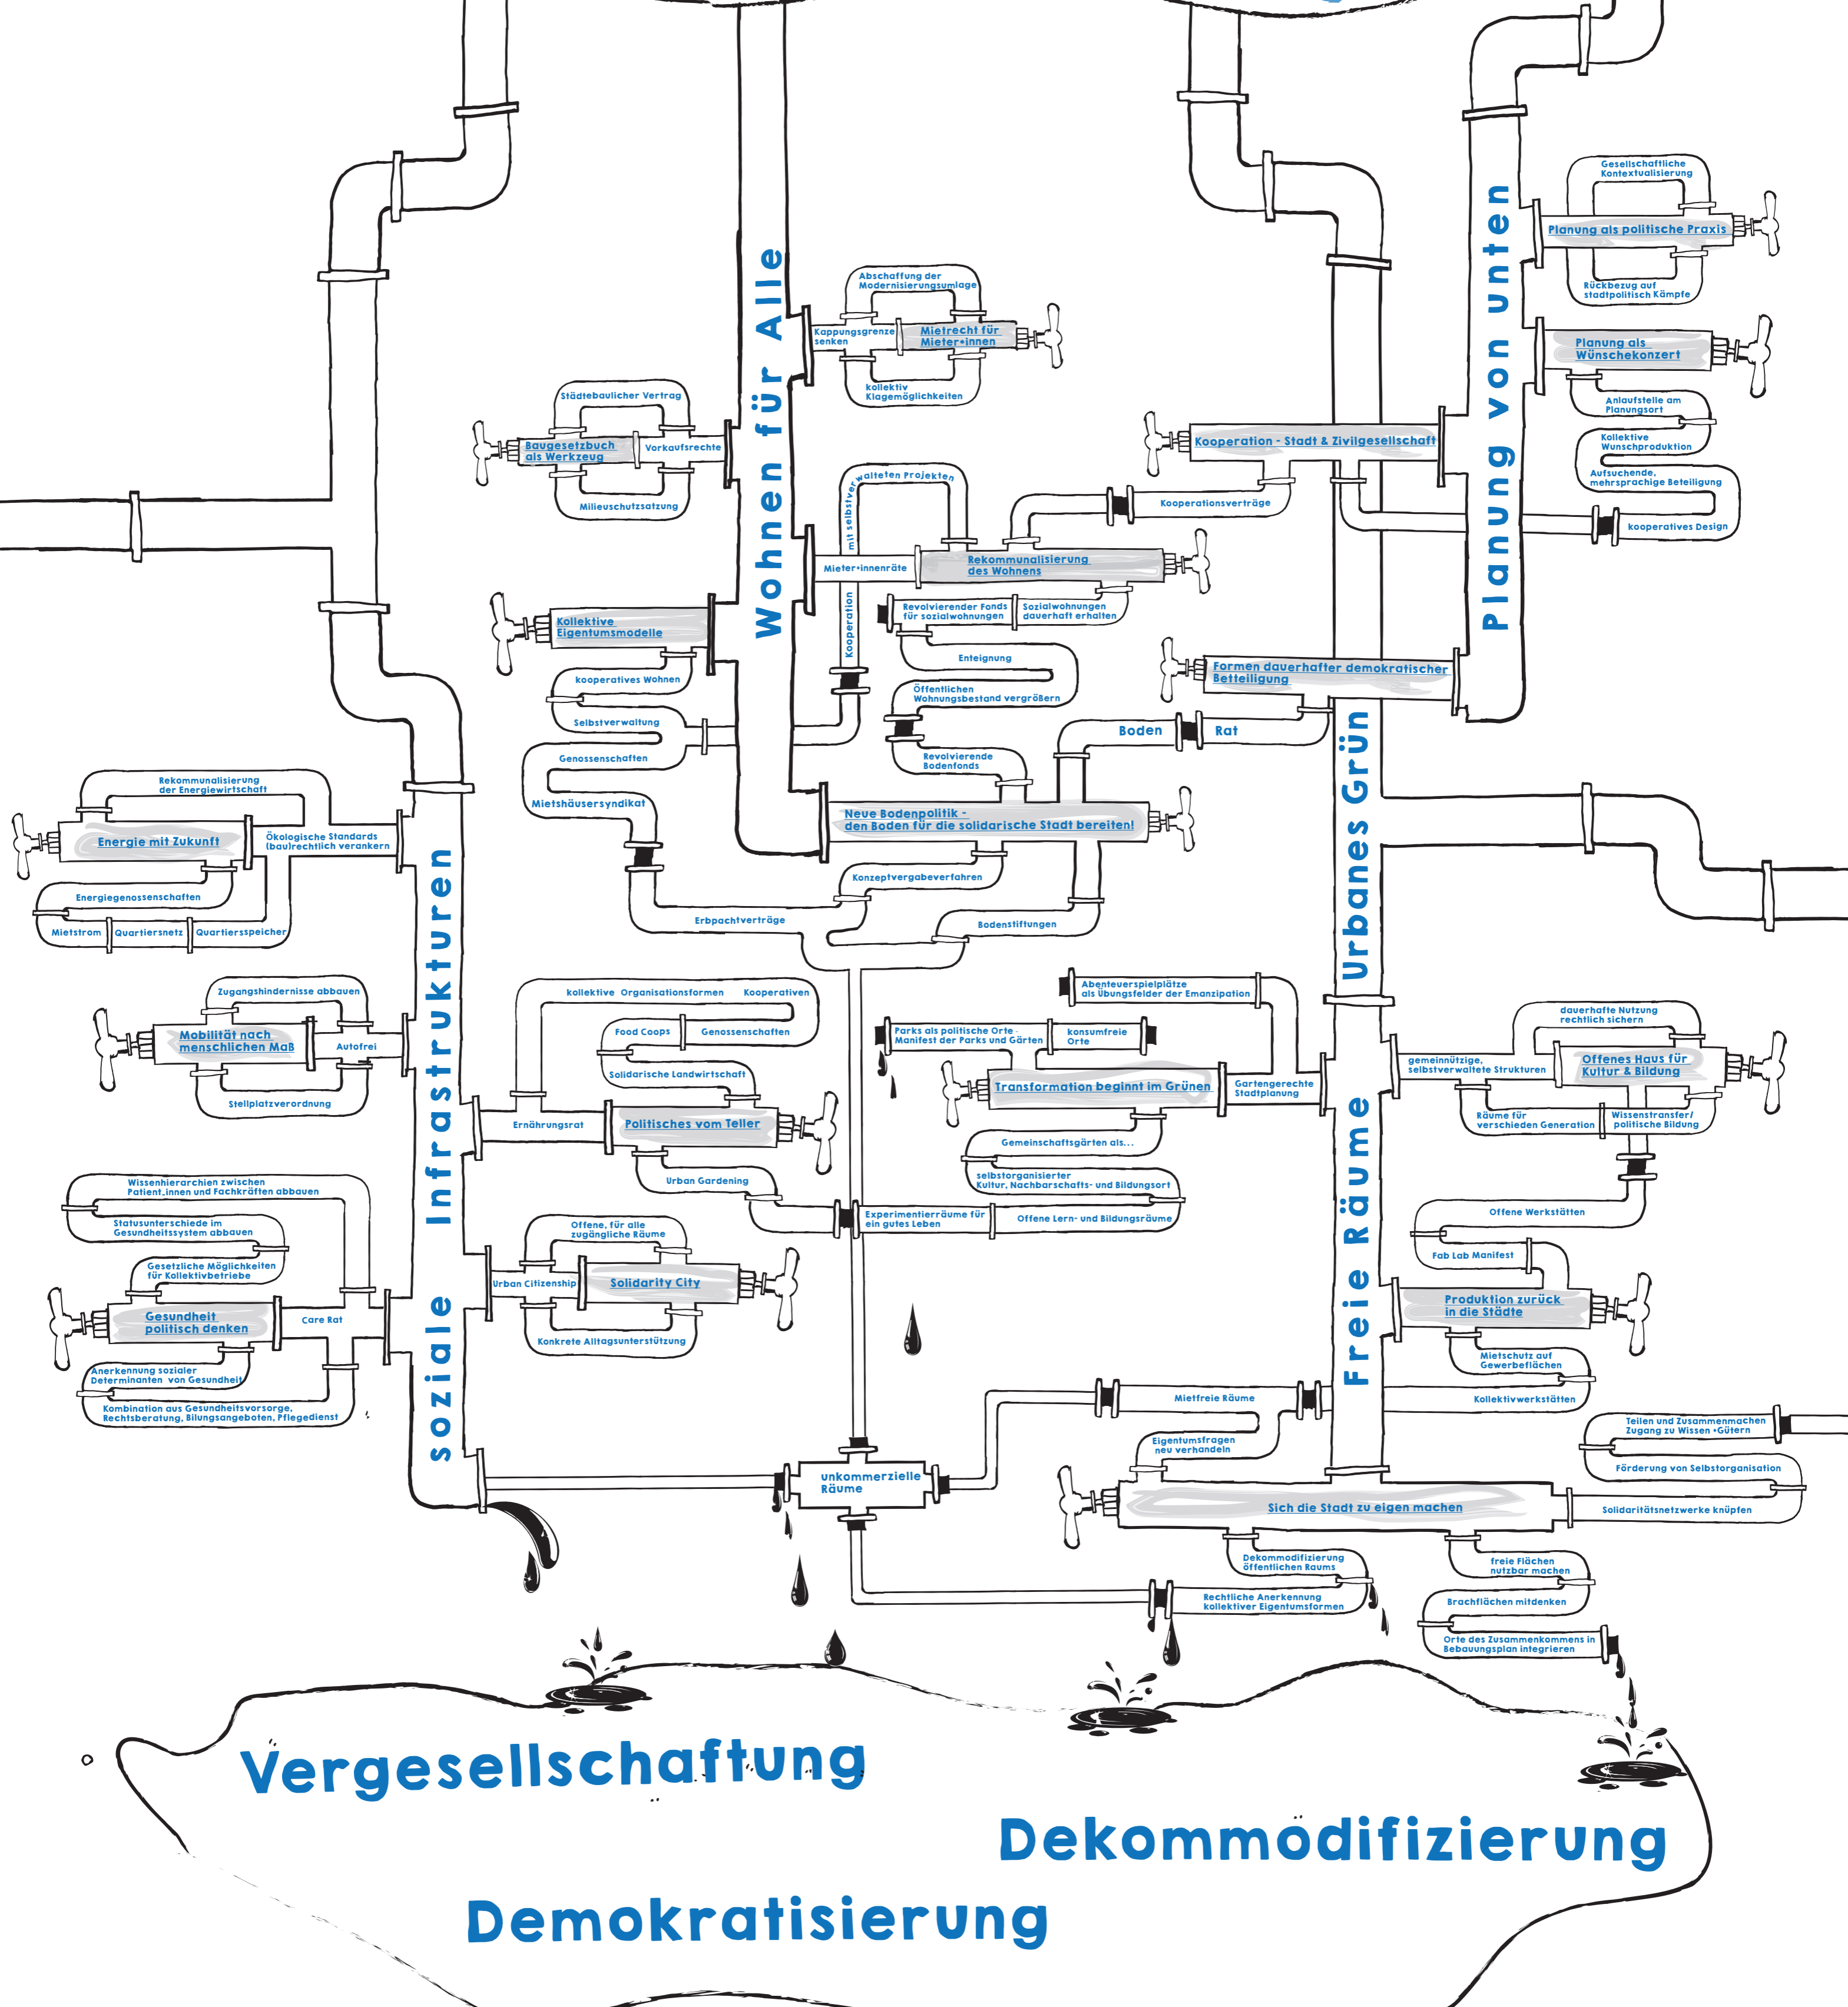 Gesellschaftliche
Kontextualisierung
Planung als politische Praxis
Rückbezug auf
stadtpolitisch Kämpfe
Planung von unten
Planung als
Wünschekonzert
Anlaufstelle am
Planungsort
Kollektive
Wunschproduktion
Aufsuchende,
mehrsprachige Beteiligung
kooperatives Design
Kooperation - Stadt & Zivilgesellschaft
Kooperationsverträge
Formen dauerhafter demokratischer
Betteiligung
Boden
Rat
Wohnen für Alle
Abschaffung der
Modernisierungsumlage
Kappungsgrenze
senken
Mietrecht für
Mieter*innen
kollektiv
Klagemöglichkeiten
Städtebaulicher Vertrag
Baugesetzbuch
als Werkzeug
Vorkaufsrechte
Milieuschutzsatzung
Kooperation
mit selbstverwalteten Projekten
Mieter*innenräte
Rekommunalisierung
des Wohnens
Revolvierender Fonds
für sozialwohnungen
Sozialwohnungen
dauerhaft erhalten
Enteignung
Öffentlichen
Wohnungsbestand vergrößern
Revolvierende
Bodenfonds
Kollektive
Eigentumsmodelle
kooperatives Wohnen
Selbstverwaltung
Genossenschaften
Mietshäusersyndikat
Neue Bodenpolitik -
den Boden für die solidarische Stadt bereiten!
Konzeptvergabeverfahren
Erbpachtverträge
Bodenstiftungen
soziale Infrastrukturen
Rekommunalisierung
der Energiewirtschaft
Energie mit Zukunft
Ökologische Standards
(bau)rechtlich verankern
Energiegenossenschaften
Mietstrom
Quartiersnetz
Quartiersspeicher
Zugangshindernisse abbauen
Mobilität nach
menschlichen Maß
Autofrei
Stellplatzverordnung
kollektive Organisationsformen
Kooperativen
Food Coops
Genossenschaften
Solidarische Landwirtschaft
Ernährungsrat
Politisches vom Teller
Urban Gardening
Wissenhierarchien zwischen
Patient_innen und Fachkräften abbauen
Statusunterschiede im
Gesundheitssystem abbauen
Gesetzliche Möglichkeiten
für Kollektivbetriebe
Gesundheit
politisch denken
Care Rat
Anerkennung sozialer
Determinanten von Gesundheit
Kombination aus Gesundheitsvorsorge,
Rechtsberatung, Bilungsangeboten, Pflegedienst
Offene, für alle
zugängliche Räume
Urban Citizenship
Solidarity City
Konkrete Alltagsunterstützung
Freie Räume Urbanes Grün
Abenteuerspielplätze
als Übungsfelder der Emanzipation
Parks als politische Orte -
Manifest der Parks und Gärten
konsumfreie
Orte
Transformation beginnt im Grünen
Gartengerechte
Stadtplanung
Gemeinschaftsgärten als...
selbstorganisierter
Kultur, Nachbarschafts- und Bildungsort
Experimentierräume für
ein gutes Leben
Offene Lern- und Bildungsräume
dauerhafte Nutzung
rechtlich sichern
gemeinnützige,
selbstverwaltete Strukturen
Offenes Haus für
Kultur & Bildung
Räume für
verschieden Generation
Wissenstransfer/
politische Bildung
Offene Werkstätten
Fab Lab Manifest
Produktion zurück
in die Städte
Mietschutz auf
Gewerbeflächen
Kollektivwerkstätten
Mietfreie Räume
Eigentumsfragen
neu verhandeln
unkommerzielle
Räume
Teilen und Zusammenmachen
Zugang zu Wissen +Gütern
Förderung von Selbstorganisation
Sich die Stadt zu eigen machen
Solidaritätsnetzwerke knüpfen
Dekommodifizierung
öffentlichen Raums
Rechtliche Anerkennung
kollektiver Eigentumsformen
freie Flächen
nutzbar machen
Brachflächen mitdenken
Orte des Zusammenkommens in
Bebauungsplan integrieren
Vergesellschaftung
Dekommodifizierung
Demokratisierung